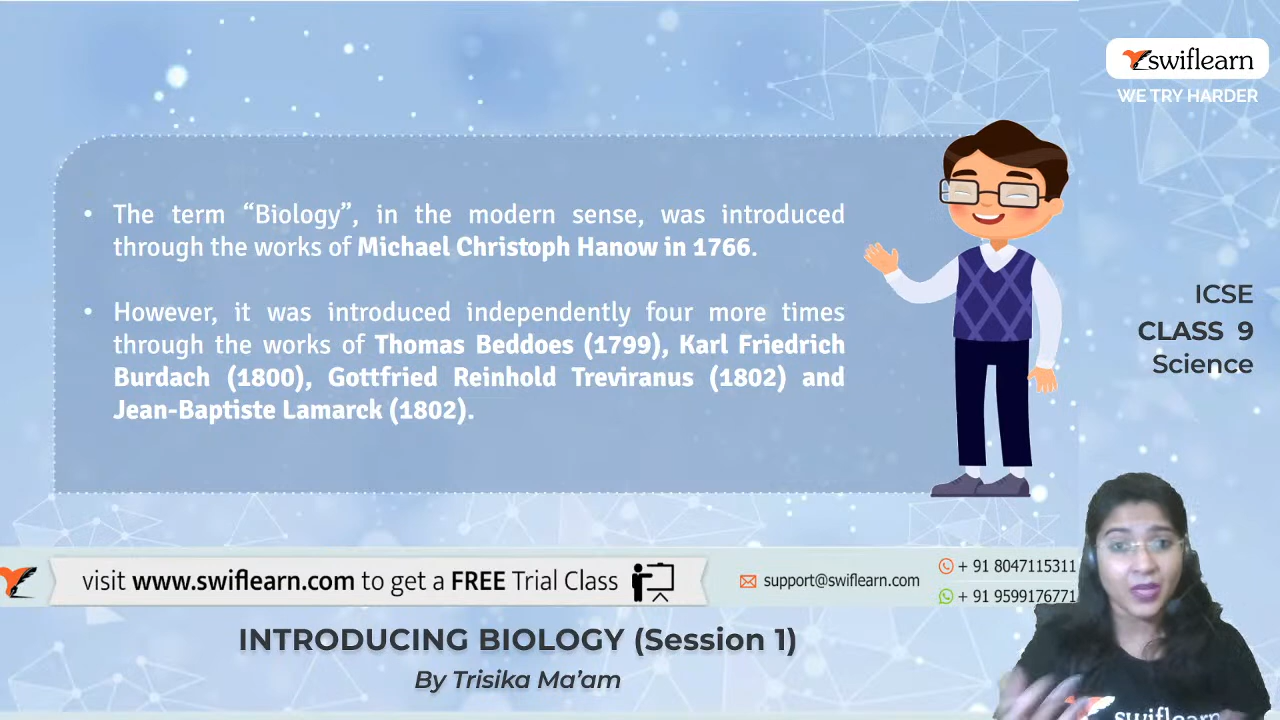 swiflearn
WE TRY HARDER
• The term “Biology”, in the modern sense, was introduced
through the works of Michael Christoph Hanow in 1766.
• However, it was introduced independently four more times
through the works of Thomas Beddoes (1799), Karl Friedrich
Burdach (1800), Gottfried Reinhold Treviranus (1802) and
Jean-Baptiste Lamarck (1802).
ICSE
CLASS 9
Science
visit www.swiflearn.com to get a FREE Trial Class
support@swiflearn.com
+ 91 8047115311
+ 91 9599176771
INTRODUCING BIOLOGY (Session 1)
By Trisika Ma’am
swiflearn